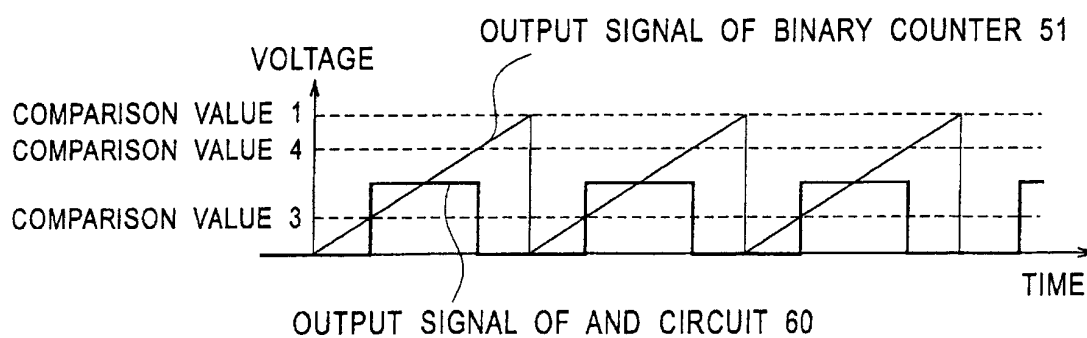 OUTPUT SIGNAL OF BINARY COUNTER 51
VOLTAGE
COMPARISON VALUE 1
COMPARISON VALUE 4
COMPARISON VALUE 3
TIME
OUTPUT SIGNAL OF AND CIRCUIT 60